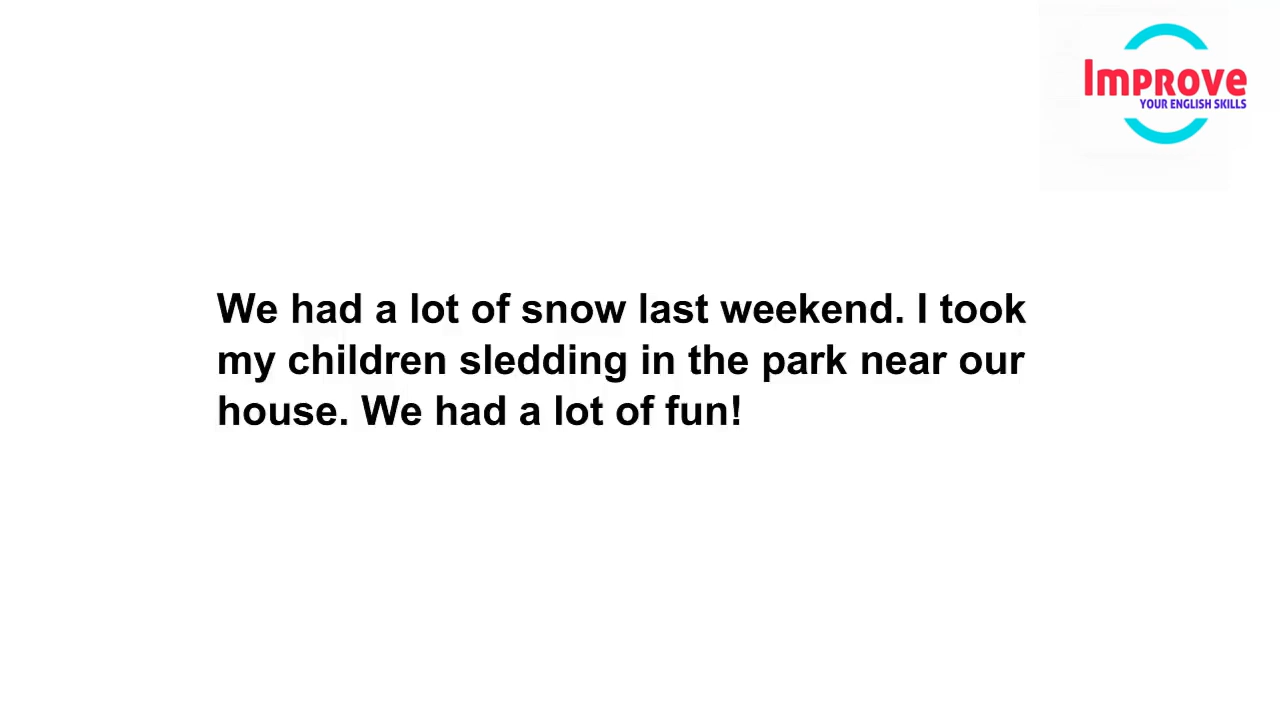 Improve
YOUR ENGLISH SKILLS
We had a lot of snow last weekend. I took
my children sledding in the park near our
house. We had a lot of fun!